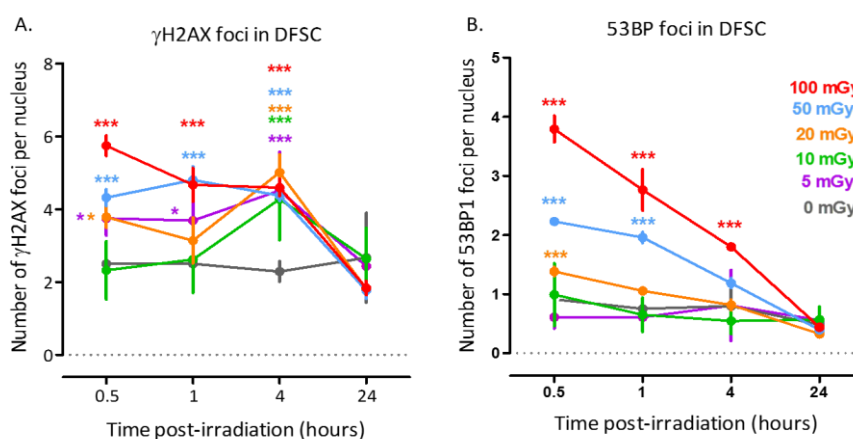 A.
γH2AX foci in DFSC
Number of γH2AX foci per nucleus
8
6
4
2
0
***
***
***
***
***
***
***
***
***
**
*
0.5
1
4
24
Time post-irradiation (hours)
B.
53BP foci in DFSC
Number of 53BP1 foci per nucleus
5
4
3
2
1
0
***
***
***
***
***
***
100 mGy
50 mGy
20 mGy
10 mGy
5 mGy
0 mGy
0.5
1
4
24
Time post-irradiation (hours)